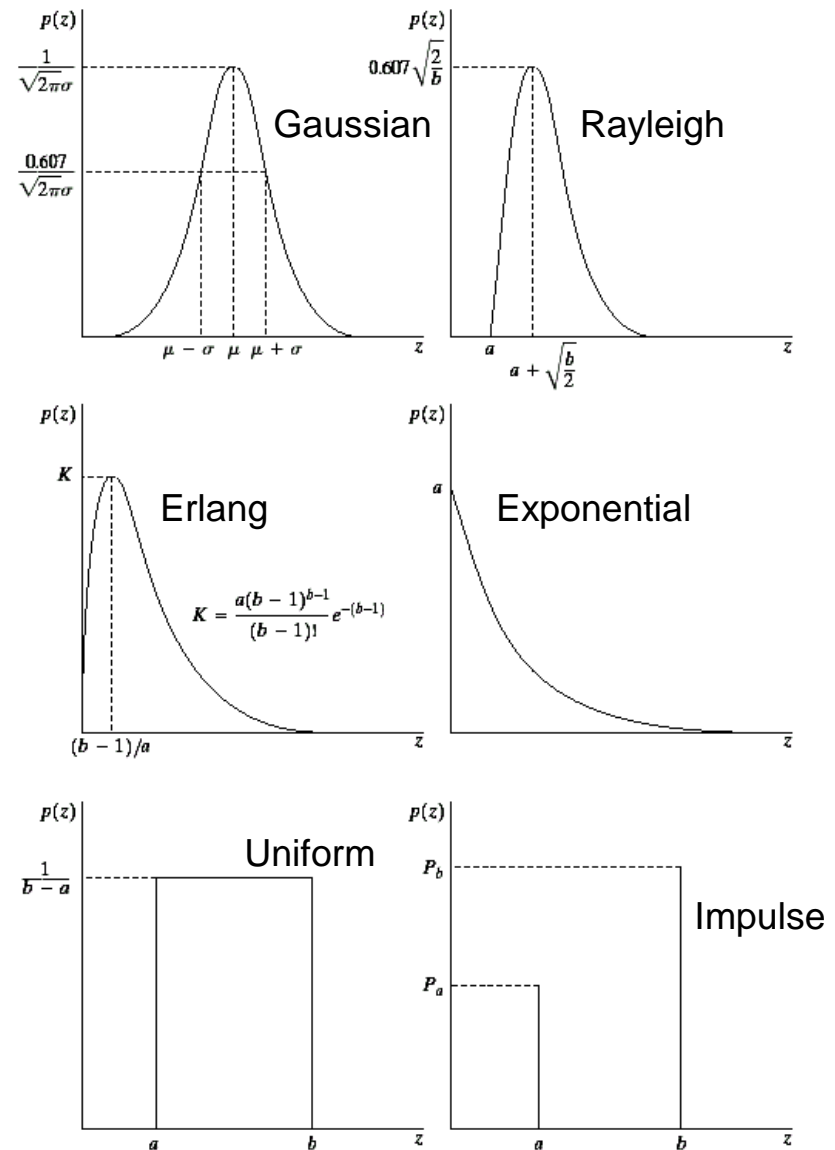 p(z)
1/√2πσ
0.607/√2πσ
Gaussian
μ − σ μ μ + σ z
p(z)
0.607√2/b
Rayleigh
a z
a + √b/2
p(z)
K
Erlang
K = a(b − 1)^{b−1}/(b − 1)! e^{−(b−1)}
(b − 1)/a z
p(z)
a
Exponential
z
p(z)
1/b − a
Uniform
a b z
p(z)
P_b
Impulse
P_a
a b z